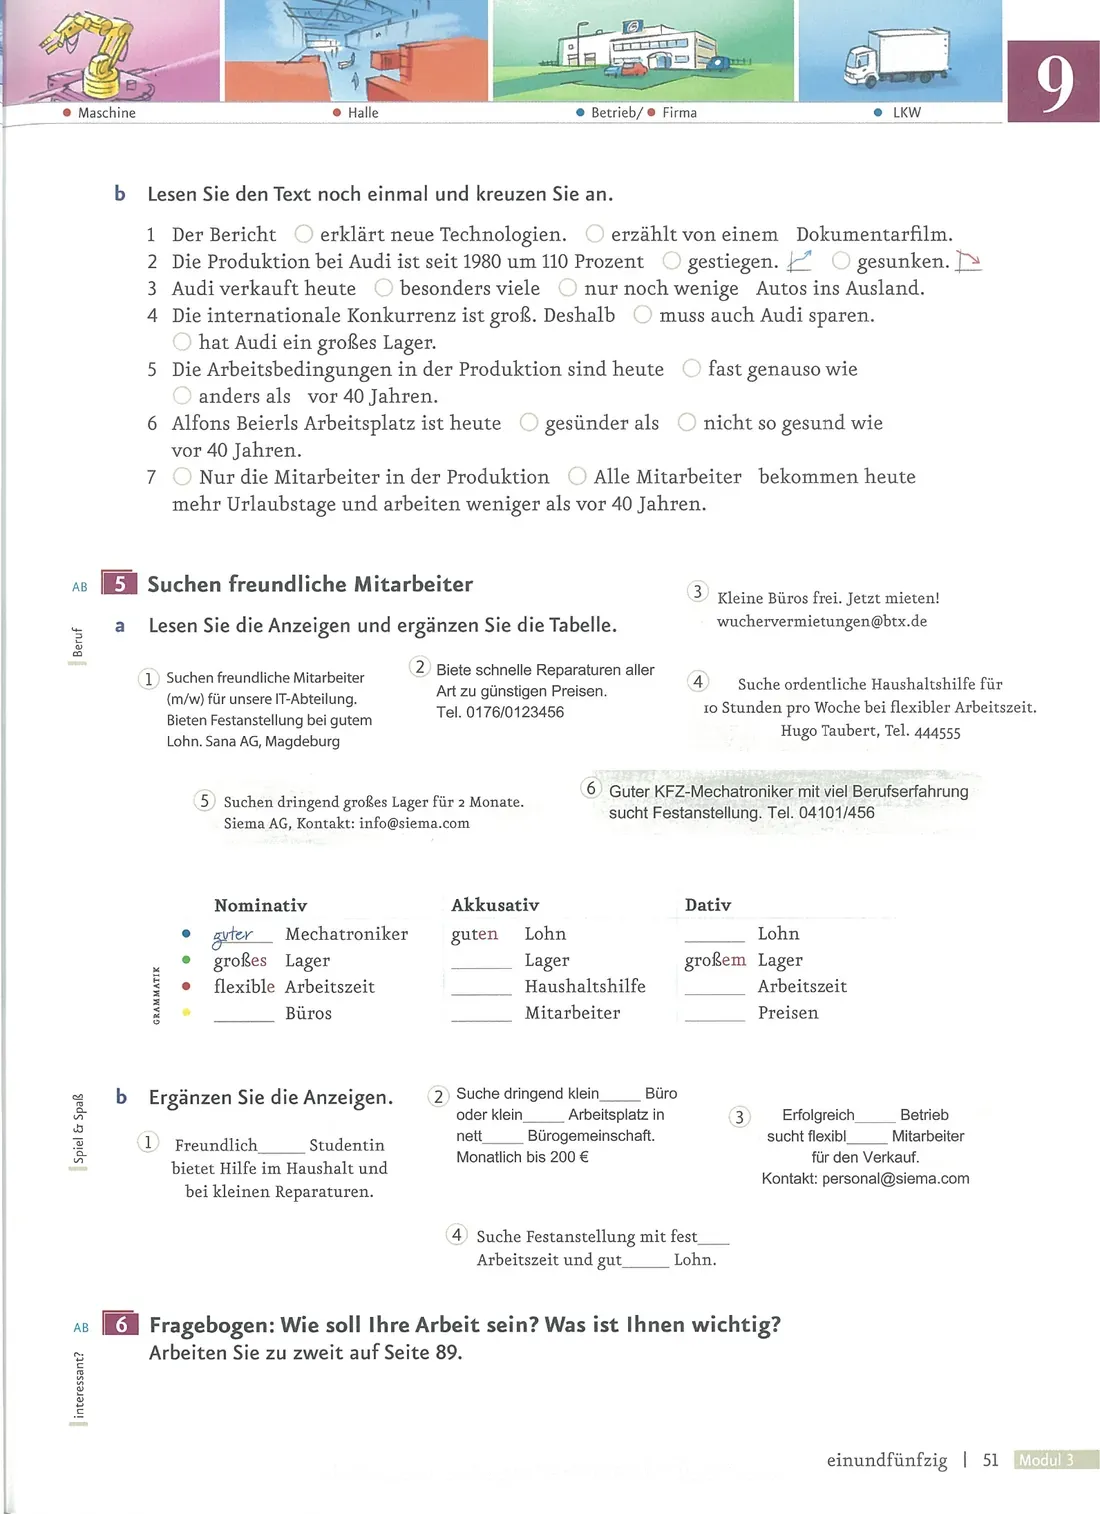 ● Maschine ● Halle ● Betrieb/ ● Firma ● LKW
9
b Lesen Sie den Text noch einmal und kreuzen Sie an.
1 Der Bericht ○ erklärt neue Technologien. ○ erzählt von einem Dokumentarfilm.
2 Die Produktion bei Audi ist seit 1980 um 110 Prozent ○ gestiegen. ○ gesunken.
3 Audi verkauft heute ○ besonders viele ○ nur noch wenige Autos ins Ausland.
4 Die internationale Konkurrenz ist groß. Deshalb ○ muss auch Audi sparen.
○ hat Audi ein großes Lager.
5 Die Arbeitsbedingungen in der Produktion sind heute ○ fast genauso wie
○ anders als vor 40 Jahren.
6 Alfons Beierls Arbeitsplatz ist heute ○ gesünder als ○ nicht so gesund wie
vor 40 Jahren.
7 ○ Nur die Mitarbeiter in der Produktion ○ Alle Mitarbeiter bekommen heute
mehr Urlaubstage und arbeiten weniger als vor 40 Jahren.
AB 5 Suchen freundliche Mitarbeiter
Beruf
a Lesen Sie die Anzeigen und ergänzen Sie die Tabelle.
1 Suchen freundliche Mitarbeiter
(m/w) für unsere IT-Abteilung.
Bieten Festanstellung bei gutem
Lohn. Sana AG, Magdeburg
2 Biete schnelle Reparaturen aller
Art zu günstigen Preisen.
Tel. 0176/0123456
3 Kleine Büros frei. Jetzt mieten!
wuchervermietungen@btx.de
4 Suche ordentliche Haushaltshilfe für
10 Stunden pro Woche bei flexibler Arbeitszeit.
Hugo Taubert, Tel. 444555
5 Suchen dringend großes Lager für 2 Monate.
Siema AG, Kontakt: info@siema.com
6 Guter KFZ-Mechatroniker mit viel Berufserfahrung
sucht Festanstellung. Tel. 04101/456
GRAMMATIK
Nominativ Akkusativ Dativ
● guter Mechatroniker guten Lohn ______ Lohn
● großes Lager ______ Lager großem Lager
● flexible Arbeitszeit ______ Haushaltshilfe ______ Arbeitszeit
● ______ Büros ______ Mitarbeiter ______ Preisen
Spiel & Spaß
b Ergänzen Sie die Anzeigen.
1 Freundlich_____ Studentin
bietet Hilfe im Haushalt und
bei kleinen Reparaturen.
2 Suche dringend klein_____ Büro
oder klein_____ Arbeitsplatz in
nett_____ Bürogemeinschaft.
Monatlich bis 200 €
3 Erfolgreich_____ Betrieb
sucht flexibl_____ Mitarbeiter
für den Verkauf.
Kontakt: personal@siema.com
4 Suche Festanstellung mit fest____
Arbeitszeit und gut_____ Lohn.
AB 6 Fragebogen: Wie soll Ihre Arbeit sein? Was ist Ihnen wichtig?
interessant?
Arbeiten Sie zu zweit auf Seite 89.
einundfünfzig | 51 Modul 3